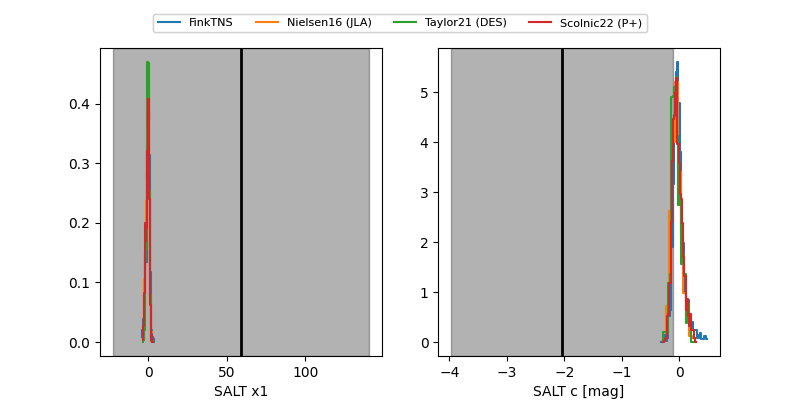 FinkTNS Nielsen16 (JLA) Taylor21 (DES) Scolnic22 (P+)
0.4
0.3
0.2
0.1
0.0
0 50 100
SALT x1
5
4
3
2
1
0
−4 −3 −2 −1 0
SALT c [mag]